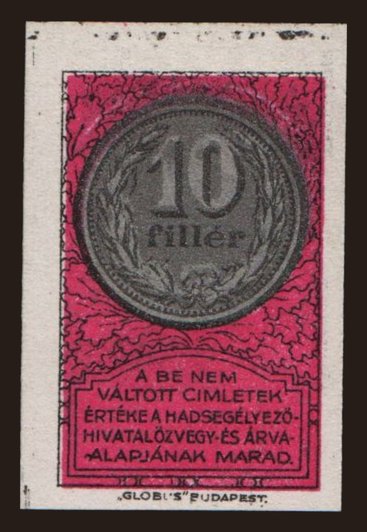 10
fillér
A BE NEM
VÁLTOTT CIMLETEK
ÉRTÉKE A HADSEGÉLYEZŐ-
HIVATAL ÖZVEGY-ÉS ÁRVA-
ALAPJÁNAK MARAD.
„GLOBUS" BUDAPEST.